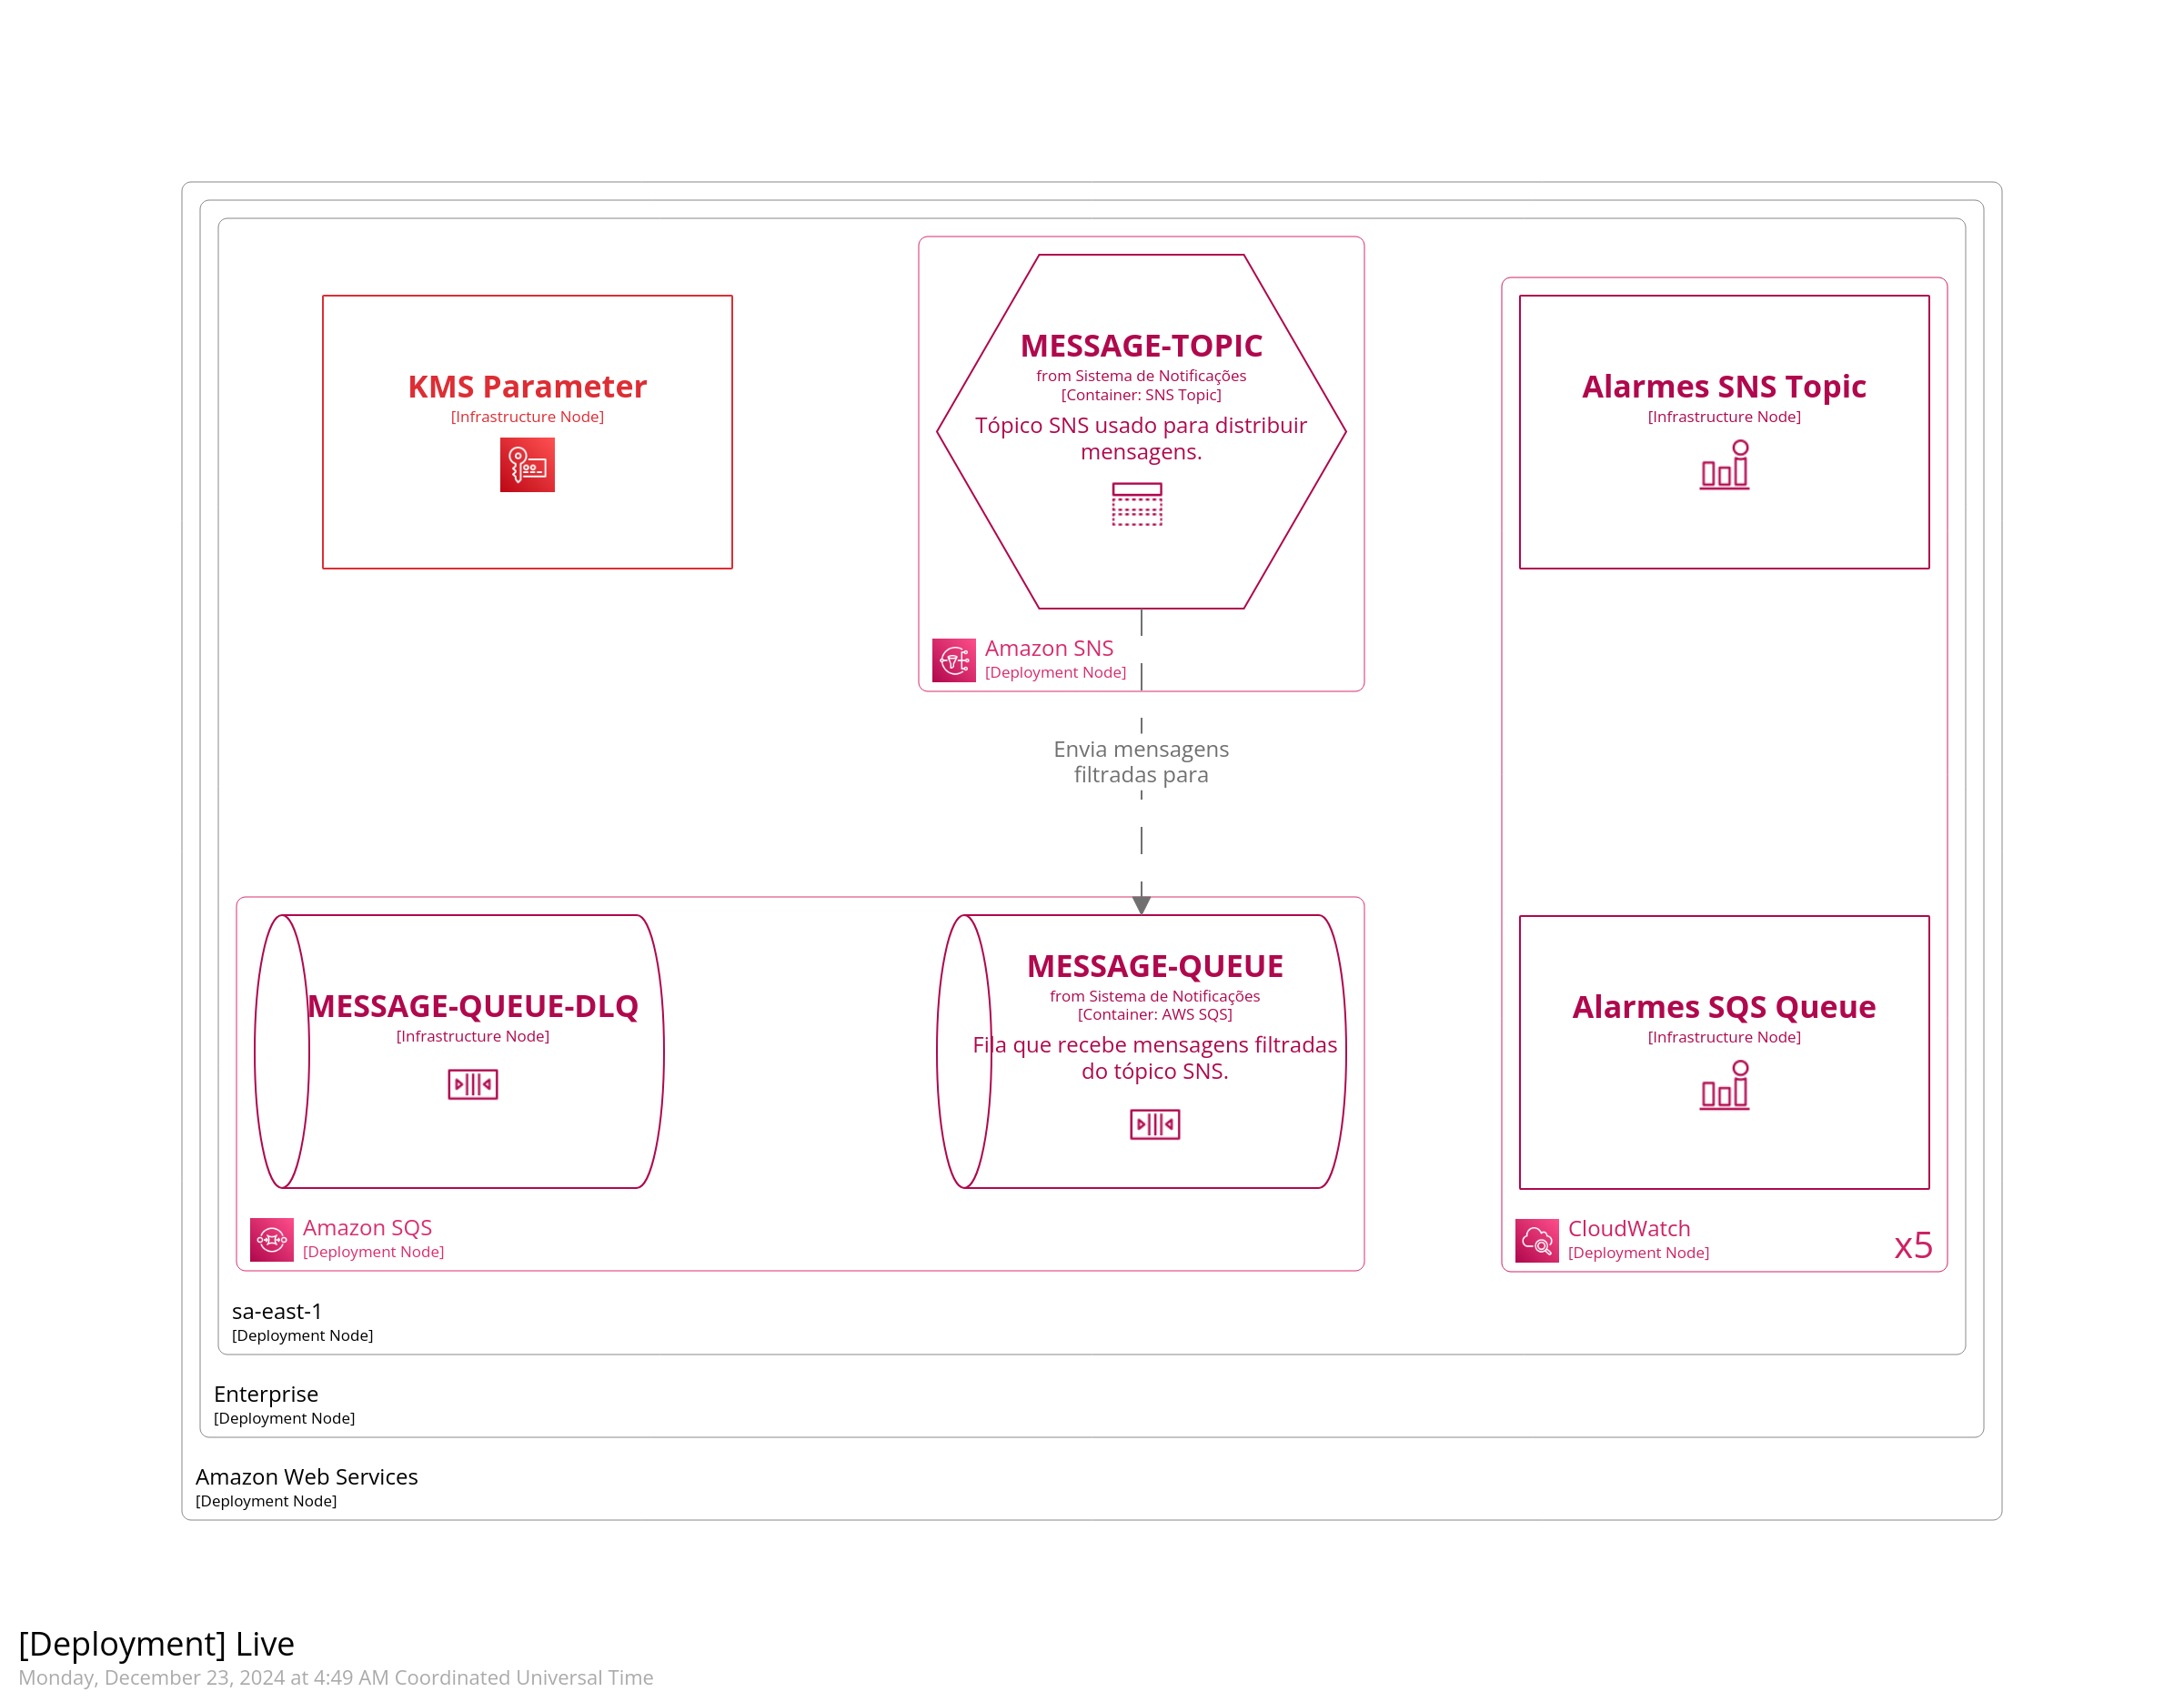 KMS Parameter
[Infrastructure Node]
MESSAGE-TOPIC
from Sistema de Notificações
[Container: SNS Topic]
Tópico SNS usado para distribuir
mensagens.
Amazon SNS
[Deployment Node]
Alarmes SNS Topic
[Infrastructure Node]
Envia mensagens
filtradas para
MESSAGE-QUEUE-DLQ
[Infrastructure Node]
MESSAGE-QUEUE
from Sistema de Notificações
[Container: AWS SQS]
Fila que recebe mensagens filtradas
do tópico SNS.
Amazon SQS
[Deployment Node]
Alarmes SQS Queue
[Infrastructure Node]
CloudWatch
[Deployment Node]
x5
sa-east-1
[Deployment Node]
Enterprise
[Deployment Node]
Amazon Web Services
[Deployment Node]
[Deployment] Live
Monday, December 23, 2024 at 4:49 AM Coordinated Universal Time